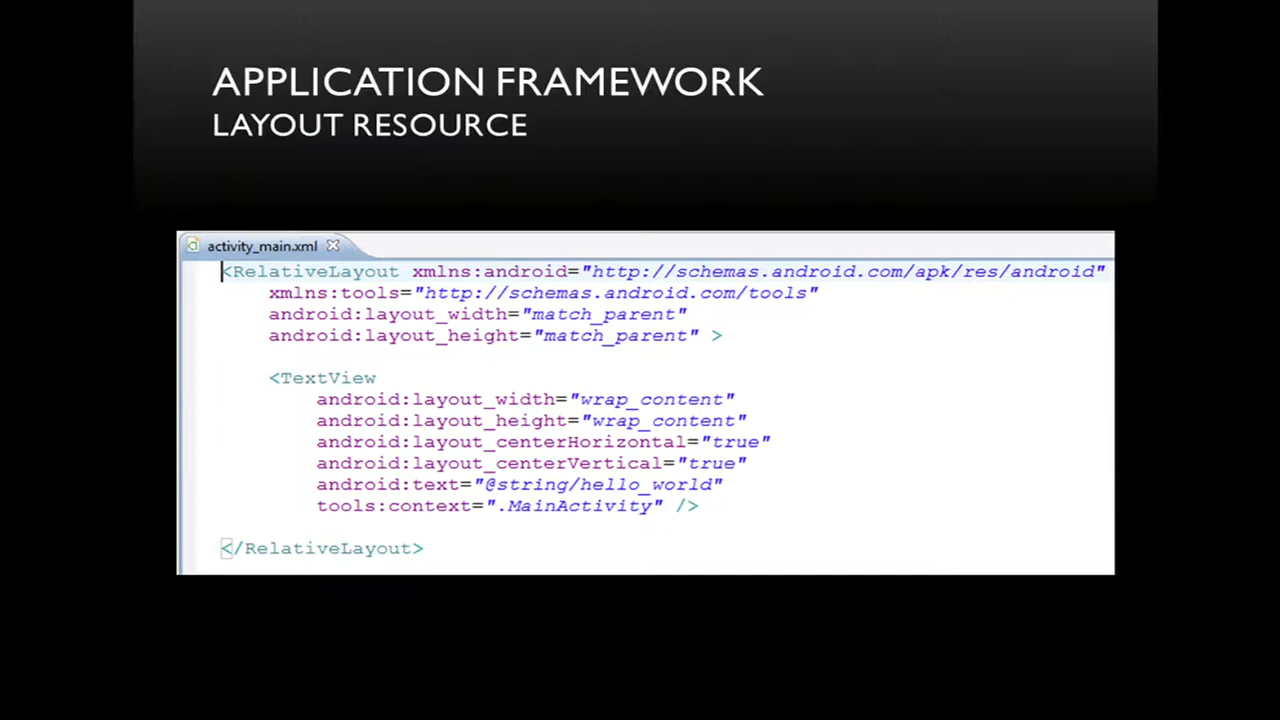 APPLICATION FRAMEWORK
LAYOUT RESOURCE
activity_main.xml
<RelativeLayout xmlns:android="http://schemas.android.com/apk/res/android"
    xmlns:tools="http://schemas.android.com/tools"
    android:layout_width="match_parent"
    android:layout_height="match_parent" >
    <TextView
        android:layout_width="wrap_content"
        android:layout_height="wrap_content"
        android:layout_centerHorizontal="true"
        android:layout_centerVertical="true"
        android:text="@string/hello_world"
        tools:context=".MainActivity" />
</RelativeLayout>